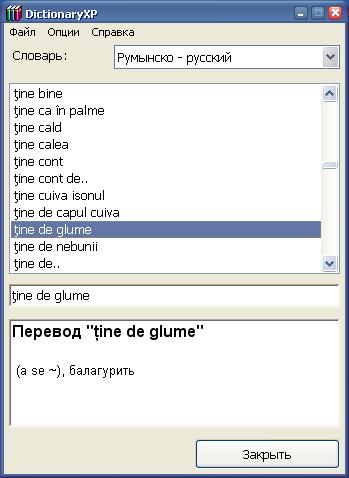 DictionaryXP
Файл Опции Справка
Словарь: Румынско - русский
ţine bine
ţine ca în palme
ţine cald
ţine calea
ţine cont
ţine cont de..
ţine cuiva isonul
ţine de capul cuiva
ţine de glume
ţine de nebunii
ţine de..
ţine de glume
Перевод "ţine de glume"
(a se ~), балагурить
Закрыть